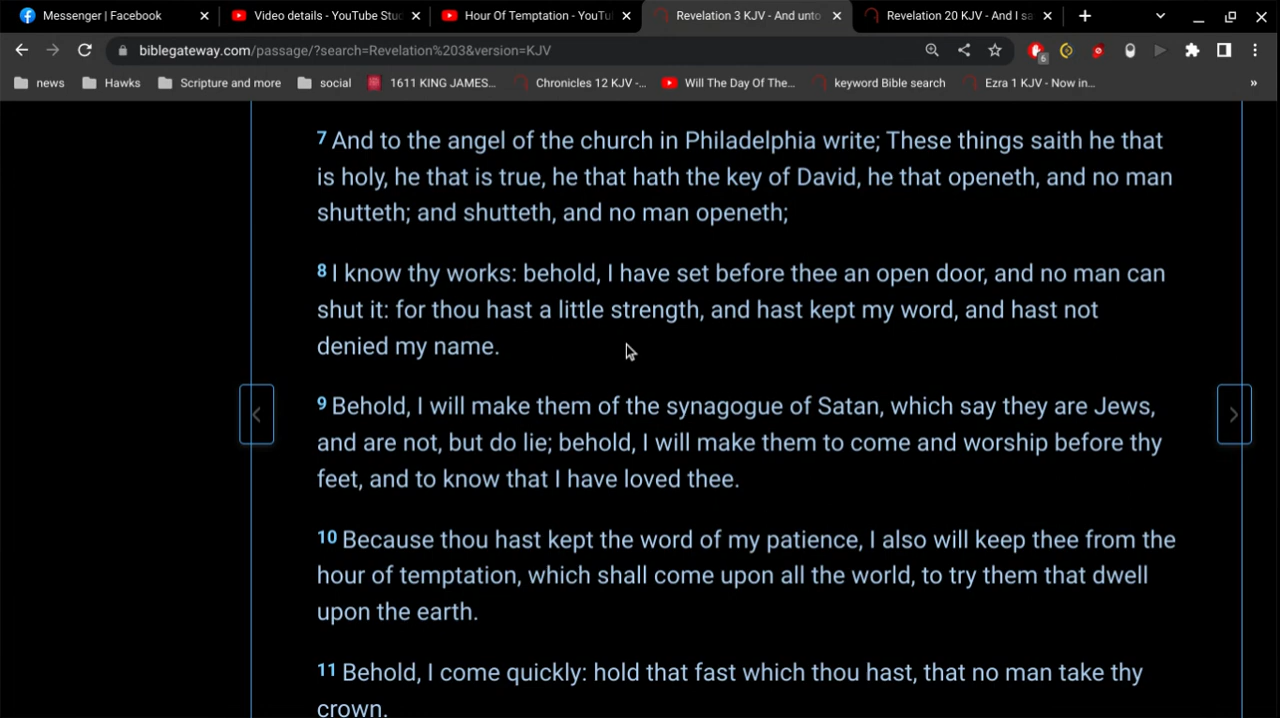 Messenger | Facebook
Video details - YouTube Stu
Hour Of Temptation - YouTu
Revelation 3 KJV - And unto
Revelation 20 KJV - And I sa
biblegateway.com/passage/?search=Revelation%203&version=KJV
6
news
Hawks
Scripture and more
social
1611 KING JAMES...
Chronicles 12 KJV -...
Will The Day Of The...
keyword Bible search
Ezra 1 KJV - Now in...
»
7 And to the angel of the church in Philadelphia write; These things saith he that
is holy, he that is true, he that hath the key of David, he that openeth, and no man
shutteth; and shutteth, and no man openeth;
8 I know thy works: behold, I have set before thee an open door, and no man can
shut it: for thou hast a little strength, and hast kept my word, and hast not
denied my name.
9 Behold, I will make them of the synagogue of Satan, which say they are Jews,
and are not, but do lie; behold, I will make them to come and worship before thy
feet, and to know that I have loved thee.
10 Because thou hast kept the word of my patience, I also will keep thee from the
hour of temptation, which shall come upon all the world, to try them that dwell
upon the earth.
11 Behold, I come quickly: hold that fast which thou hast, that no man take thy
crown.